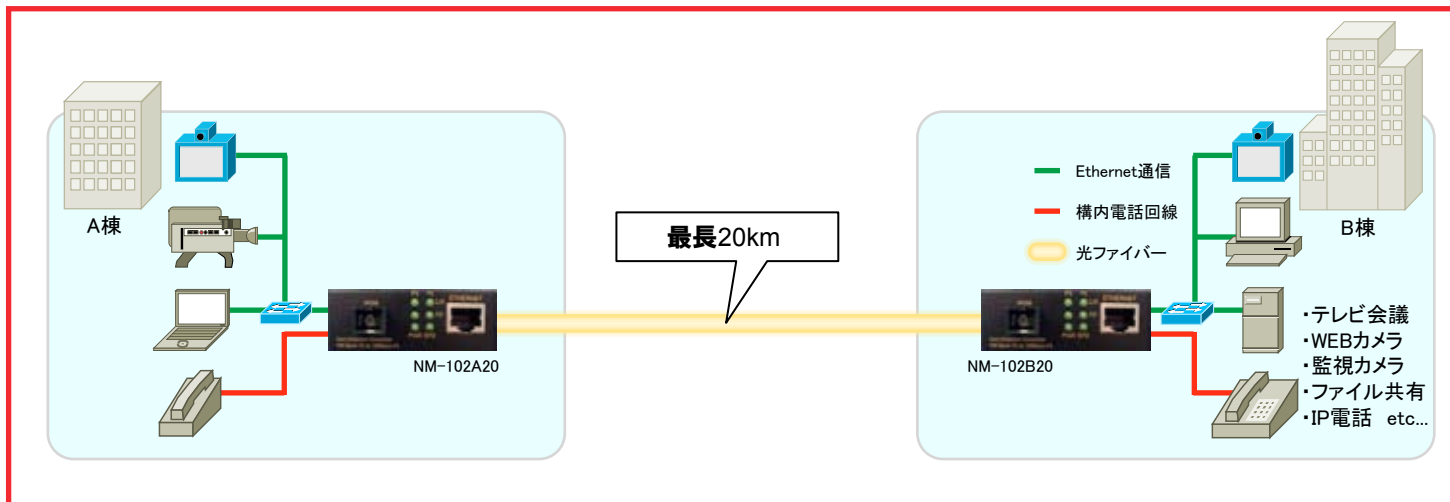 A棟
B棟
Ethernet通信
構内電話回線
光ファイバー
最長20km
NM-102A20
NM-102B20
・テレビ会議
・WEBカメラ
・監視カメラ
・ファイル共有
・IP電話 etc...
ETHERNET
ETHERNET